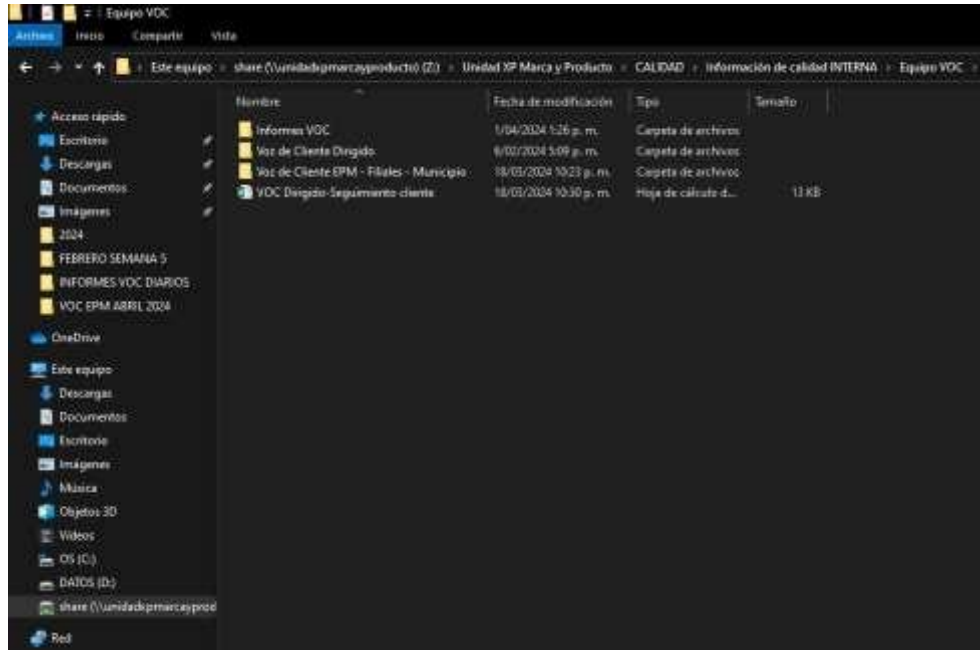 Equipo VOC
Archivo Inicio Compartir Vista
Este equipo > share (\\unidadxpmarcayproducto) (Z:) > Unidad XP Marca y Producto > CALIDAD > Información de calidad INTERNA > Equipo VOC >
Nombre Fecha de modificación Tipo Tamaño
Informes VOC 1/04/2024 1:26 p. m. Carpeta de archivos
Voz de Cliente Dirigido 6/02/2024 5:09 p. m. Carpeta de archivos
Voz de Cliente EPM - Filiales - Municipio 18/03/2024 10:23 p. m. Carpeta de archivos
VOC Dirigido-Seguimiento cliente 18/03/2024 10:30 p. m. Hoja de cálculo d... 13 KB
Acceso rápido
Escritorio
Descargas
Documentos
Imágenes
2024
FEBRERO SEMANA 5
INFORMES VOC DIARIOS
VOC EPM ABRIL 2024
OneDrive
Este equipo
Descargas
Documentos
Escritorio
Imágenes
Música
Objetos 3D
Vídeos
OS (C:)
DATOS (D:)
share (\\unidadxpmarcayprod
Red